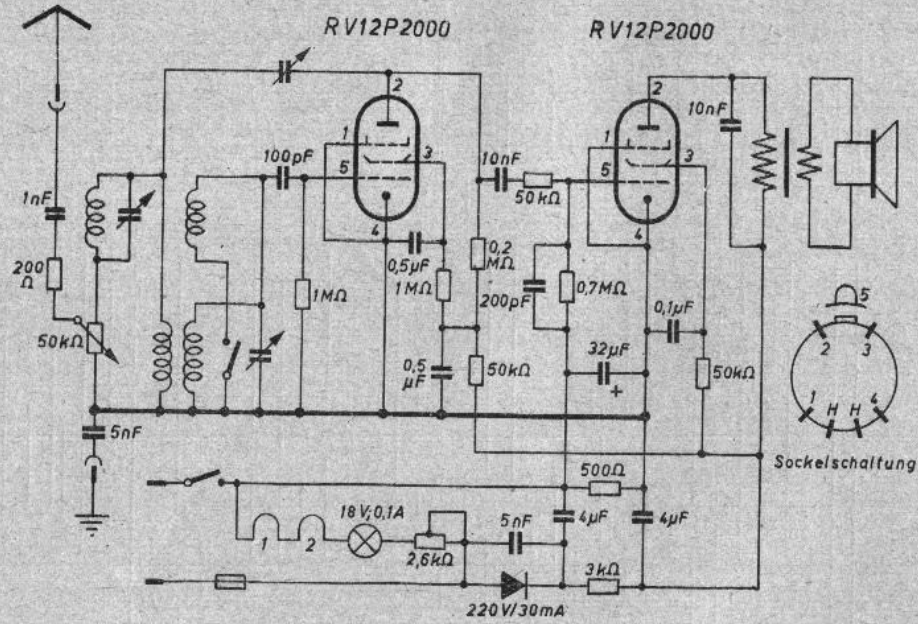 RV12P2000
RV12P2000
2
1
3
5
4
2
1
3
5
4
10nF
100pF
10nF
50kΩ
1nF
200
Ω
50kΩ
1MΩ
0,5µF
1MΩ
0,2
MΩ
200pF
0,7MΩ
0,1µF
0,5
µF
50kΩ
32µF
+
50kΩ
5nF
5
2
3
1
H
H
4
Sockelschaltung
500Ω
18V;0,1A
1
2
2,6kΩ
5nF
4µF
4µF
3kΩ
220V/30mA